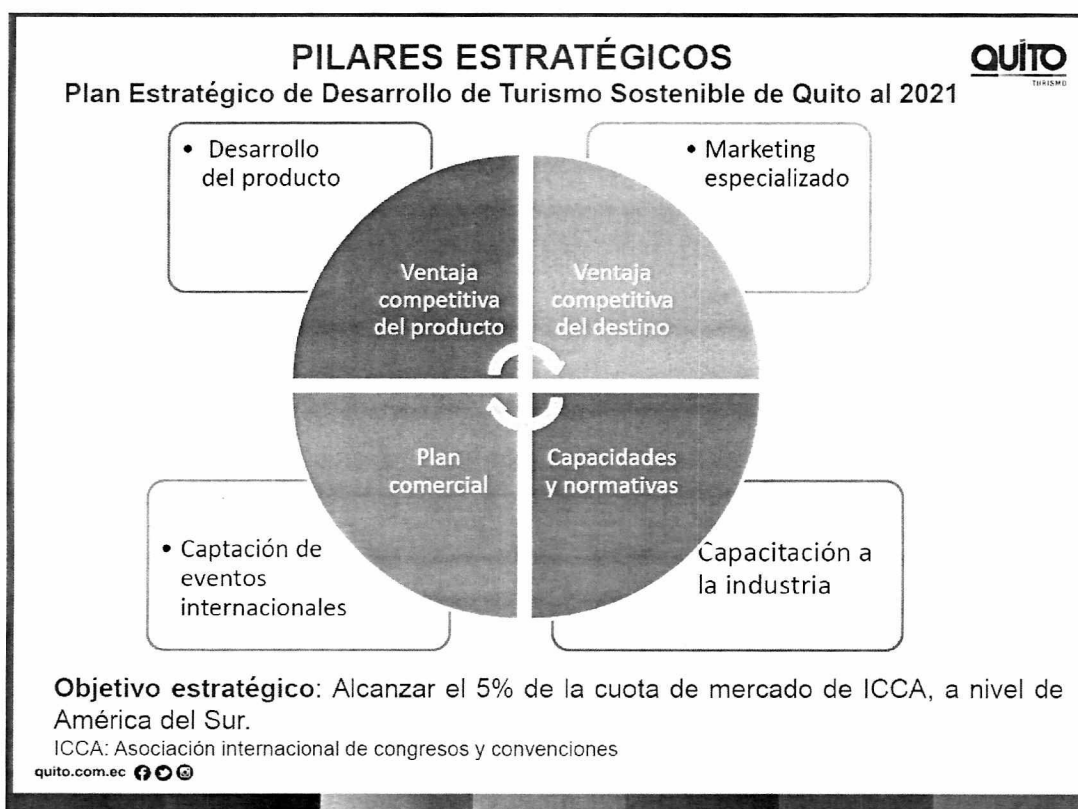 PILARES ESTRATÉGICOS
QUITO
TURISMO
Plan Estratégico de Desarrollo de Turismo Sostenible de Quito al 2021
• Desarrollo
del producto
• Marketing
especializado
Ventaja
competitiva
del producto
Ventaja
competitiva
del destino
Plan
comercial
Capacidades
y normativas
• Captación de
eventos
internacionales
Capacitación a
la industria
Objetivo estratégico: Alcanzar el 5% de la cuota de mercado de ICCA, a nivel de
América del Sur.
ICCA: Asociación internacional de congresos y convenciones
quito.com.ec